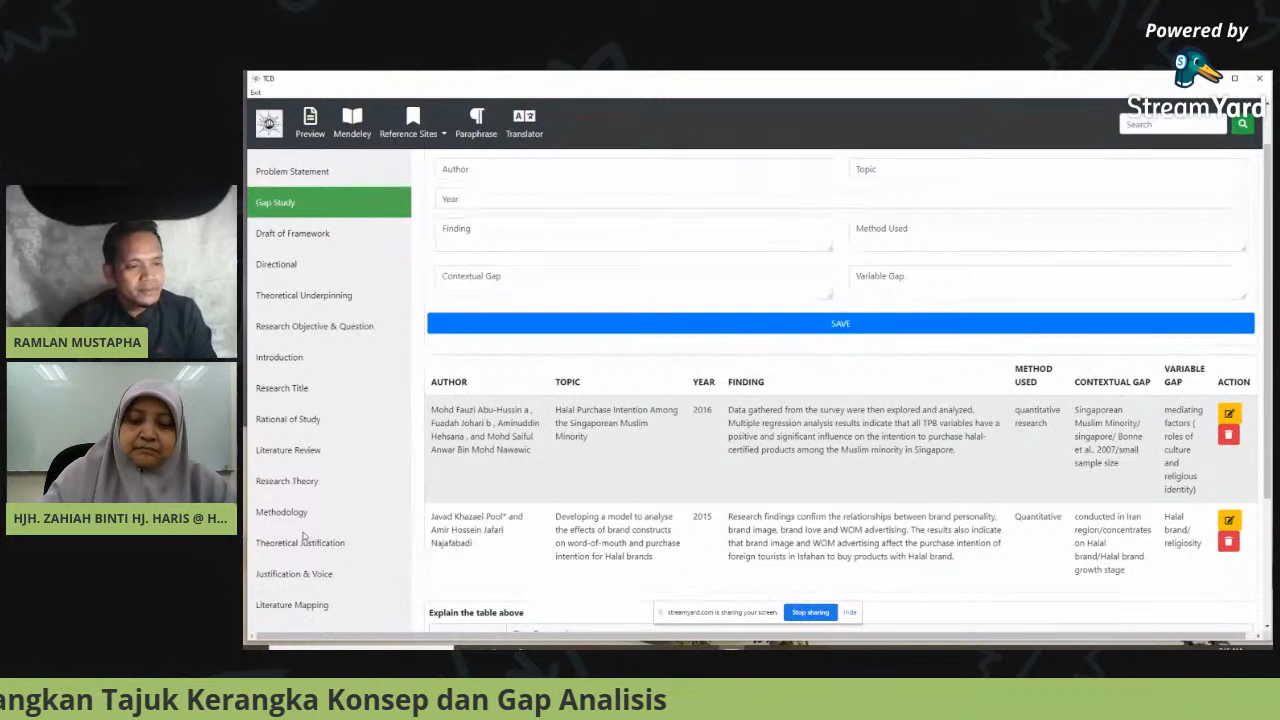 Powered by
StreamYard
TCD
Exit
Preview
Mendeley
Reference Sites
Paraphrase
Translator
Search
Problem Statement
Gap Study
Draft of Framework
Directional
Theoretical Underpinning
Research Objective & Question
Introduction
Research Title
Rational of Study
Literature Review
Research Theory
Methodology
Theoretical Justification
Justification & Voice
Literature Mapping
Author
Topic
Year
Finding
Method Used
Contextual Gap
Variable Gap
SAVE
AUTHOR
TOPIC
YEAR
FINDING
METHOD
USED
CONTEXTUAL GAP
VARIABLE
GAP
ACTION
Mohd Fauzi Abu-Hussin a ,
Fuadah Johari b , Aminuddin
Hehsana , and Mohd Saiful
Anwar Bin Mohd Nawawic
Halal Purchase Intention Among
the Singaporean Muslim
Minority
2016
Data gathered from the survey were then explored and analyzed.
Multiple regression analysis results indicate that all TPB variables have a
positive and significant influence on the intention to purchase halal-
certified products among the Muslim minority in Singapore.
quantitative
research
Singaporean
Muslim Minority/
singapore/ Bonne
et al.. 2007/small
sample size
mediating
factors (
roles of
culture
and
religious
identity)
Javad Khazaei Pool* and
Amir Hossein Jafari
Najafabadi
Developing a model to analyse
the effects of brand constructs
on word-of-mouth and purchase
intention for Halal brands
2015
Research findings confirm the relationships between brand personality,
brand image, brand love and WOM advertising. The results also indicate
that brand image and WOM advertising affect the purchase intention of
foreign tourists in Isfahan to buy products with Halal brand.
Quantitative
conducted in Iran
region/concentrates
on Halal
brand/Halal brand
growth stage
Halal
brand/
religiosity
Explain the table above
streamyard.com is sharing your screen.
Stop sharing
Hide
RAMLAN MUSTAPHA
HJH. ZAHIAH BINTI HJ. HARIS @ H...
angkan Tajuk Kerangka Konsep dan Gap Analisis